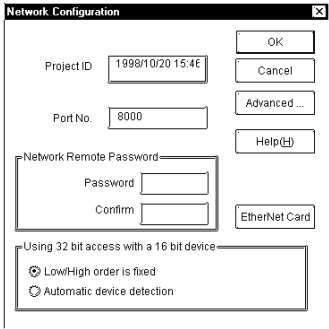 Network Configuration
OK
Project ID 1998/10/20 15:46
Cancel
Advanced ...
Port No. 8000
Help(H)
Network Remote Password
Password
Confirm
EtherNet Card
Using 32 bit access with a 16 bit device
Low/High order is fixed
Automatic device detection